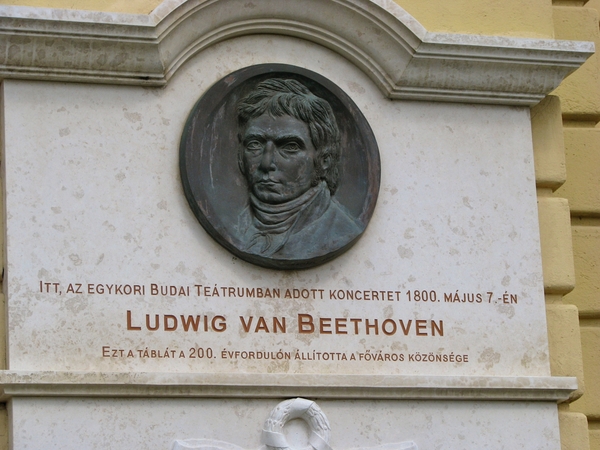 Itt, az egykori Budai Teátrumban adott koncertet 1800. május 7.-én
Ludwig van Beethoven
Ezt a táblát a 200. évfordulón állította a főváros közönsége